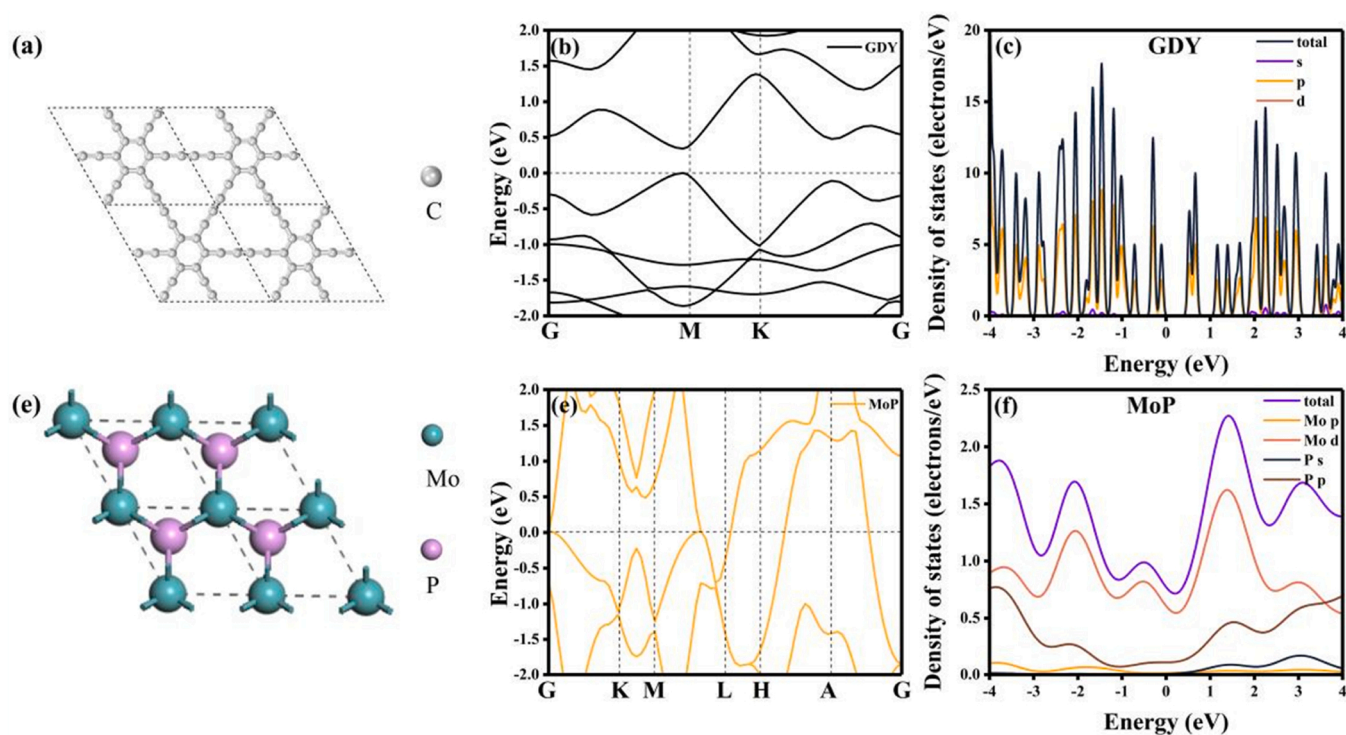 (a)
C
(b)
GDY
Energy (eV)
2.0
1.5
1.0
0.5
0.0
-0.5
-1.0
-1.5
-2.0
G M K G
(c)
GDY
total
s
p
d
Density of states (electrons/eV)
20
15
10
5
0
-4 -3 -2 -1 0 1 2 3 4
Energy (eV)
(e)
Mo
P
(e)
MoP
Energy (eV)
2.0
1.5
1.0
0.5
0.0
-0.5
-1.0
-1.5
-2.0
G K M L H A G
(f)
MoP
total
Mo p
Mo d
P s
P p
Density of states (electrons/eV)
2.5
2.0
1.5
1.0
0.5
0.0
-4 -3 -2 -1 0 1 2 3 4
Energy (eV)